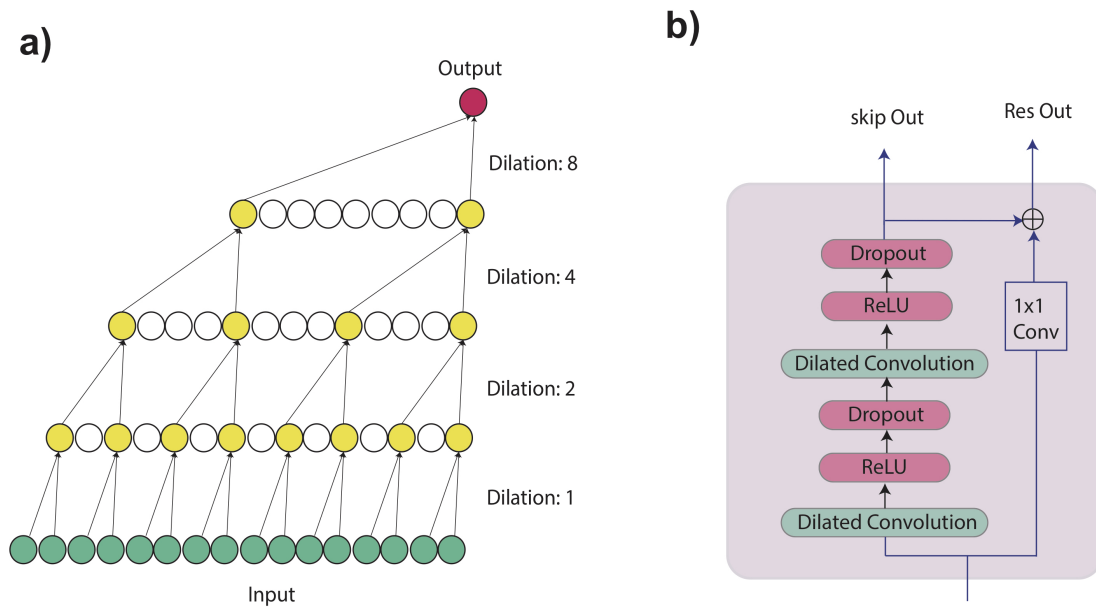 a)
Output
Dilation: 8
Dilation: 4
Dilation: 2
Dilation: 1
Input
b)
skip Out
Res Out
Dropout
ReLU
1x1
Conv
Dilated Convolution
Dropout
ReLU
Dilated Convolution